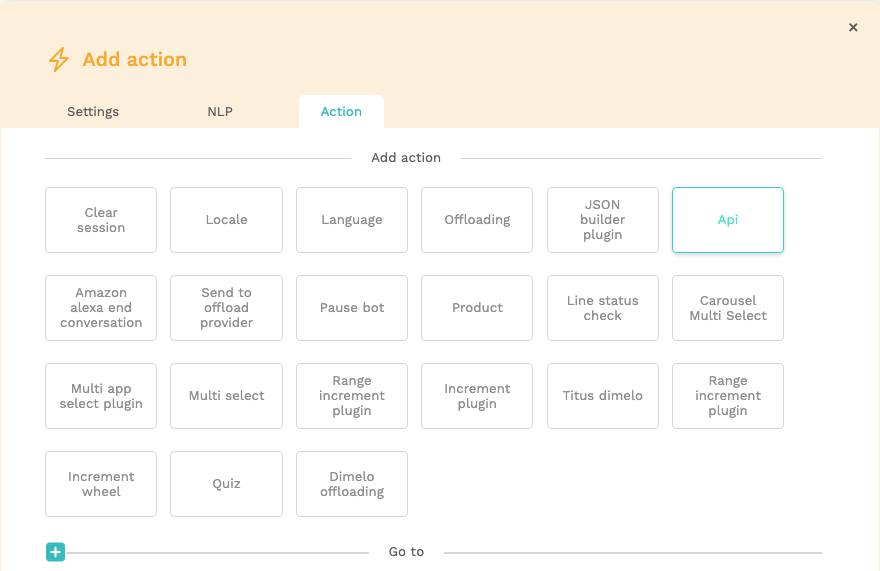 ×
Add action
Settings NLP Action
Add action
Clear
session
Locale
Language
Offloading
JSON
builder
plugin
Api
Amazon
alexa end
conversation
Send to
offload
provider
Pause bot
Product
Line status
check
Carousel
Multi Select
Multi app
select plugin
Multi select
Range
increment
plugin
Increment
plugin
Titus dimelo
Range
increment
plugin
Increment
wheel
Quiz
Dimelo
offloading
Go to